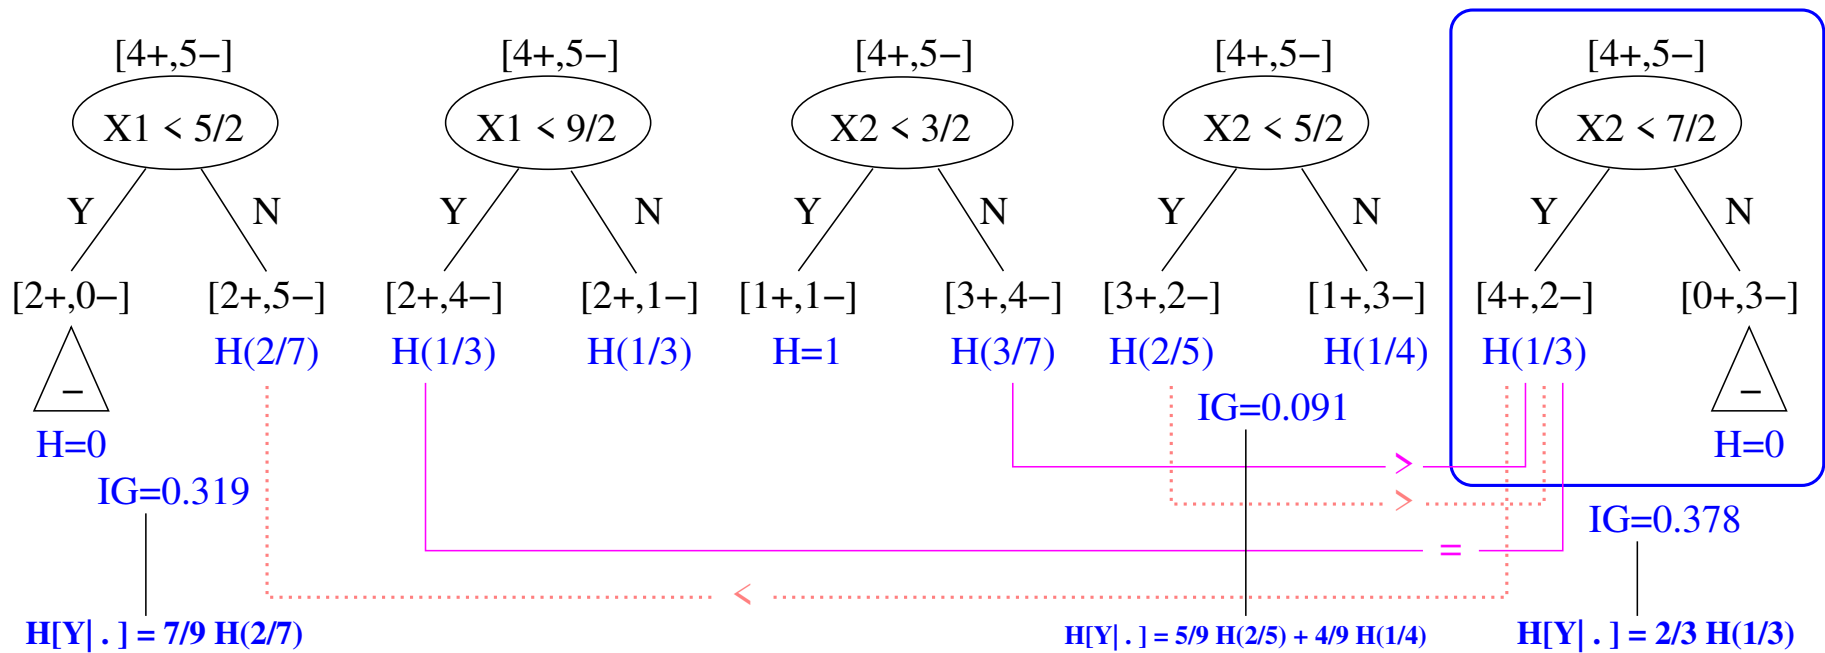 [4+,5−] [4+,5−] [4+,5−] [4+,5−] [4+,5−]
X1 < 5/2 X1 < 9/2 X2 < 3/2 X2 < 5/2 X2 < 7/2
Y N Y N Y N Y N Y N
[2+,0−] [2+,5−] [2+,4−] [2+,1−] [1+,1−] [3+,4−] [3+,2−] [1+,3−] [4+,2−] [0+,3−]
H(2/7) H(1/3) H(1/3) H=1 H(3/7) H(2/5) H(1/4) H(1/3)
− −
IG=0.091
H=0 H=0
>
IG=0.319 >
IG=0.378
=
<
H[Y| . ] = 7/9 H(2/7) H[Y| . ] = 5/9 H(2/5) + 4/9 H(1/4) H[Y| . ] = 2/3 H(1/3)